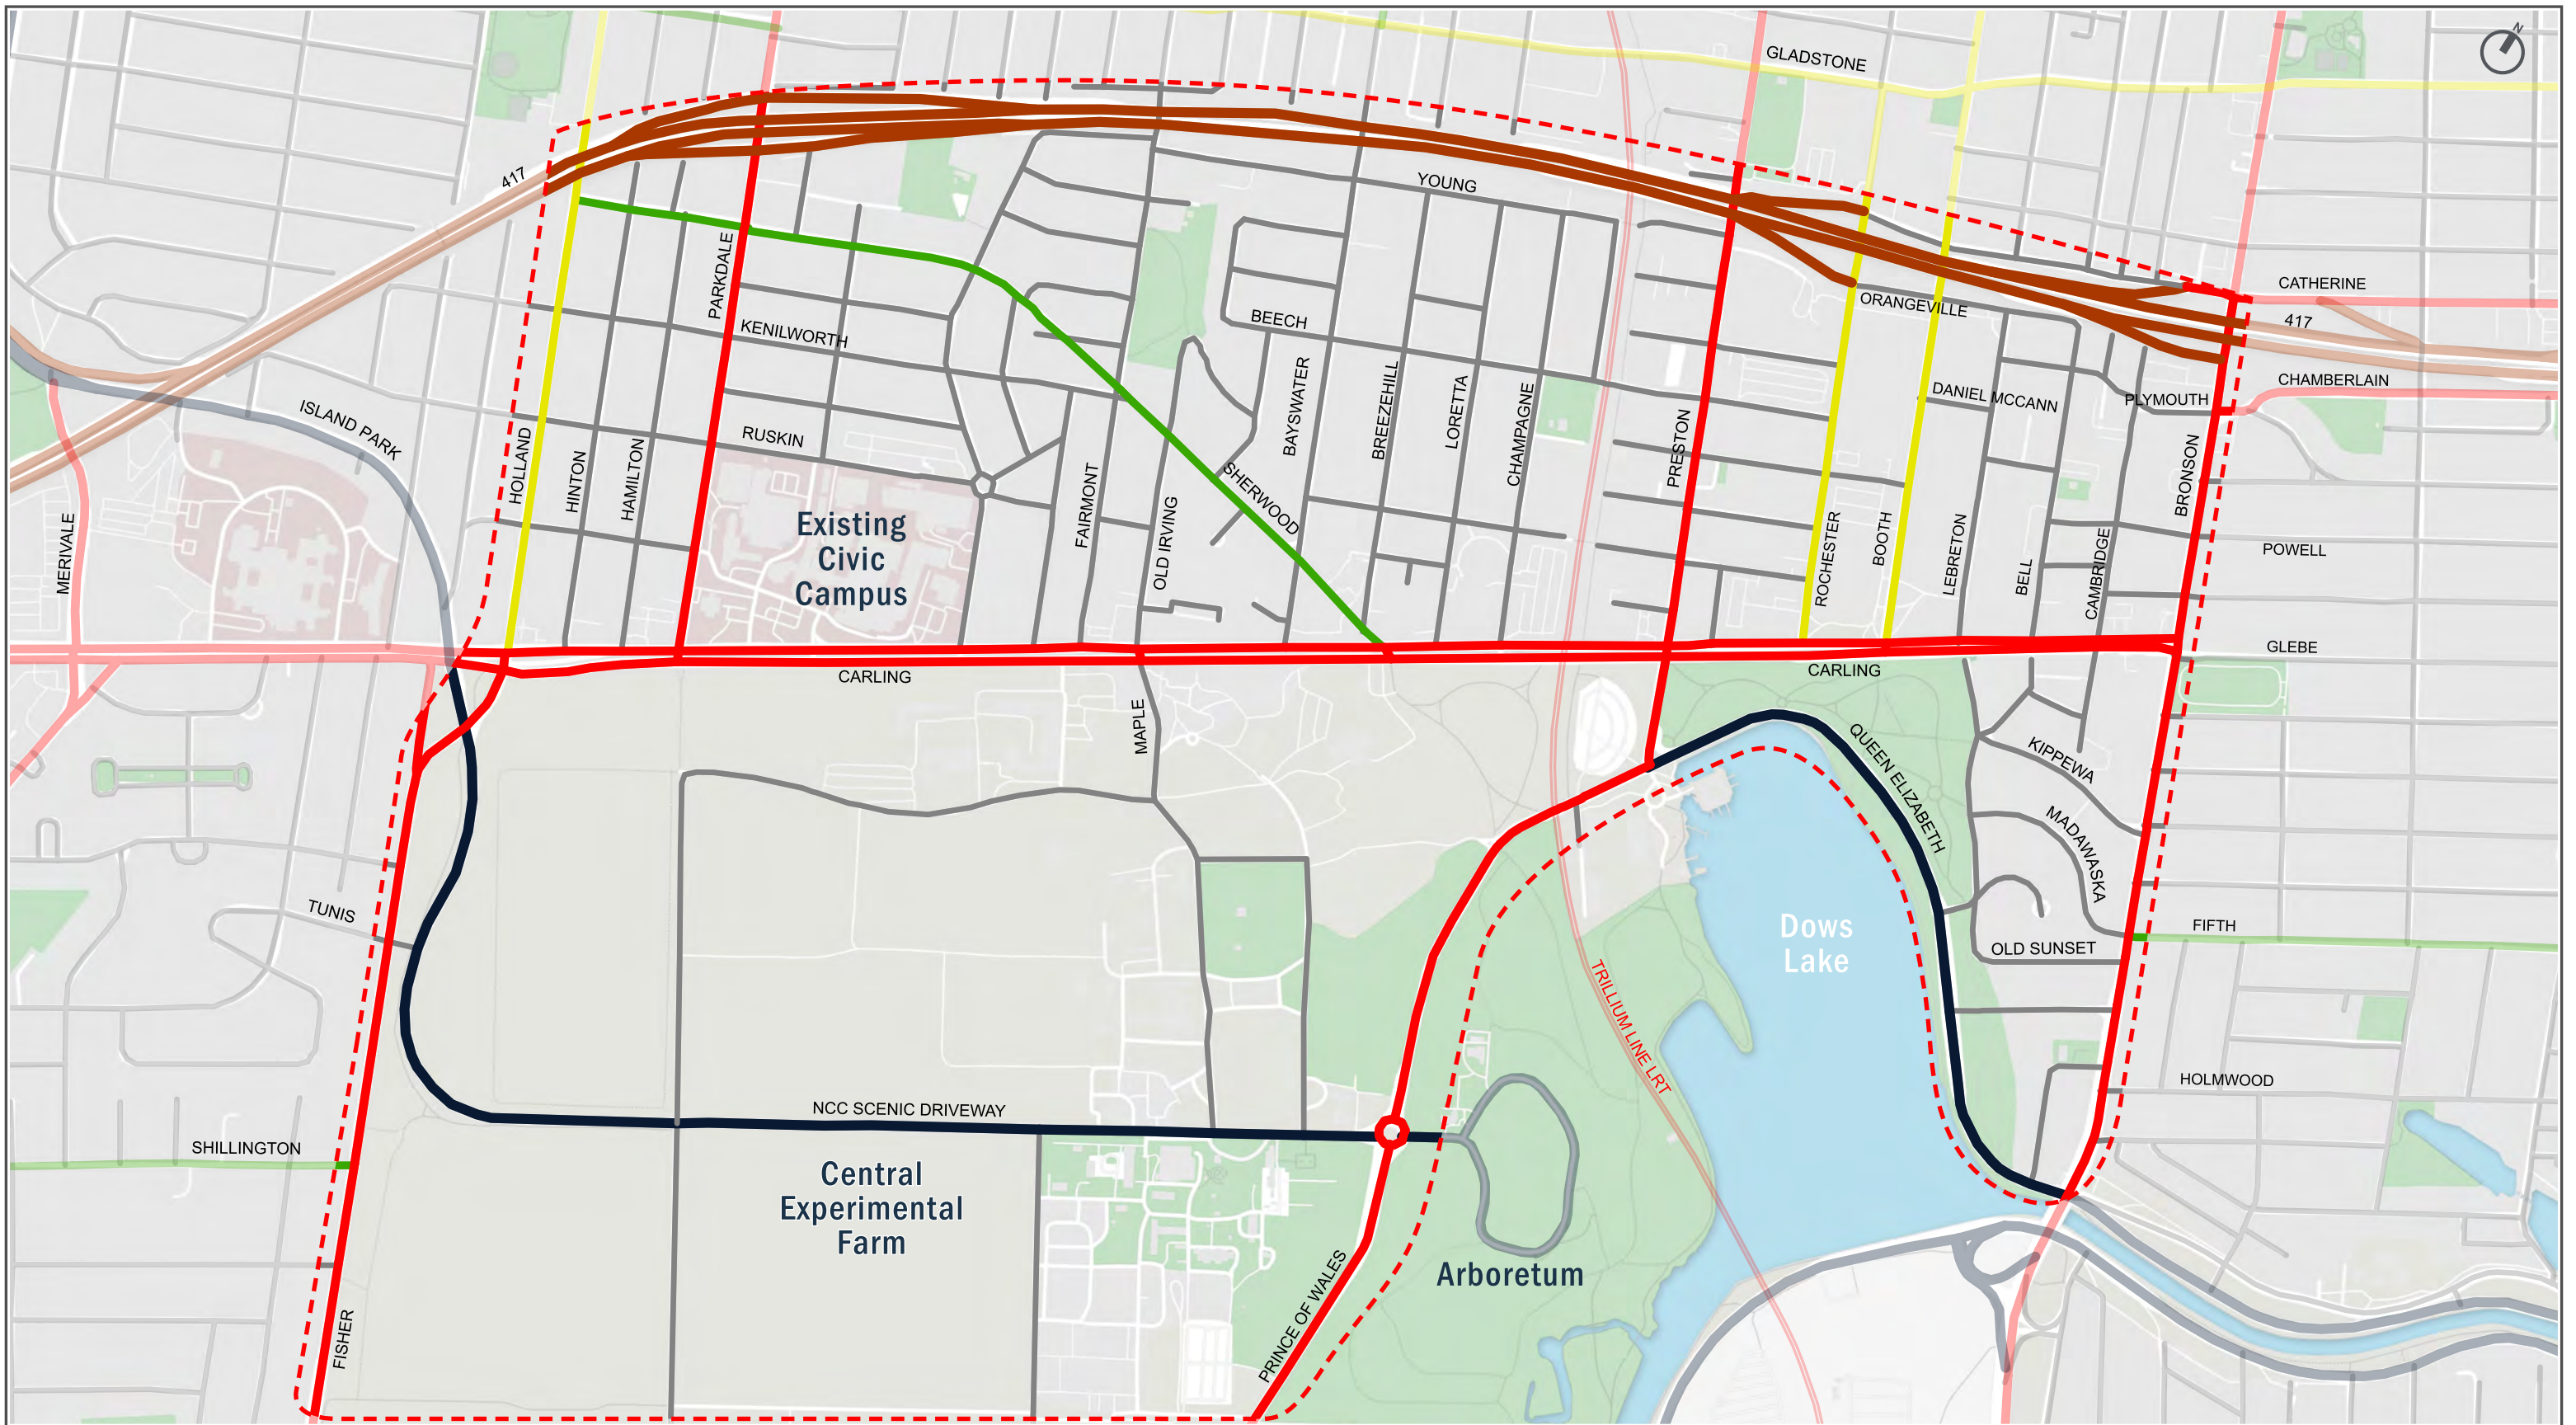 N
GLADSTONE
417
YOUNG
CATHERINE
417
ORANGEVILLE
PARKDALE
KENILWORTH
BEECH
CHAMBERLAIN
DANIEL MCCANN
PLYMOUTH
ISLAND PARK
RUSKIN
BAYSWATER
BREEZEHILL
LORETTA
CHAMPAGNE
PRESTON
BRONSON
HOLLAND
HINTON
HAMILTON
FAIRMONT
OLD IRVING
SHERWOOD
Existing
Civic
Campus
MERIVALE
ROCHESTER
BOOTH
LEBRETON
BELL
CAMBRIDGE
POWELL
GLEBE
CARLING
CARLING
MAPLE
QUEEN ELIZABETH
KIPPEWA
MADAWASKA
TUNIS
Dows
Lake
FIFTH
OLD SUNSET
TRILLIUM LINE LRT
HOLMWOOD
NCC SCENIC DRIVEWAY
SHILLINGTON
Central
Experimental
Farm
Arboretum
PRINCE OF WALES
FISHER